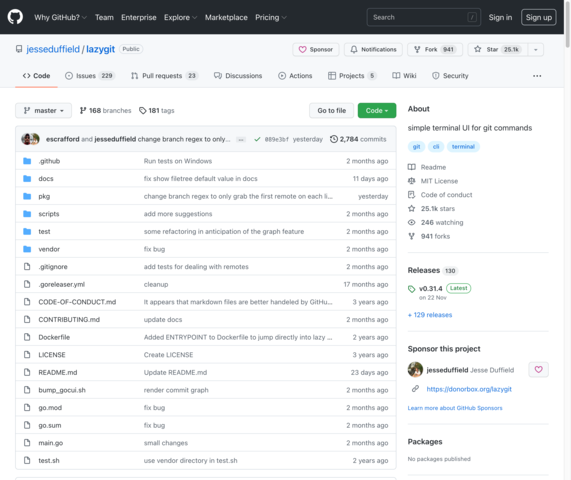 Why GitHub? Team Enterprise Explore Marketplace Pricing Search / Sign in Sign up
jesseduffield / lazygit Public Sponsor Notifications Fork 941 Star 25.1k
Code Issues 229 Pull requests 23 Discussions Actions Projects 5 Wiki Security ...
master 168 branches 181 tags Go to file Code
escrafford and jesseduffield change branch regex to only... ... 889e3bf yesterday 2,784 commits
.github Run tests on Windows 2 months ago
docs fix show filetree default value in docs 11 days ago
pkg change branch regex to only grab the first remote on each li... yesterday
scripts add more suggestions 2 months ago
test some refactoring in anticipation of the graph feature 2 months ago
vendor fix bug 2 months ago
.gitignore add tests for dealing with remotes 2 months ago
.goreleaser.yml cleanup 17 months ago
CODE-OF-CONDUCT.md It appears that markdown files are better handeled by GitHu... 3 years ago
CONTRIBUTING.md update docs 2 months ago
Dockerfile Added ENTRYPOINT to Dockerfile to jump directly into lazy ... 2 years ago
LICENSE Create LICENSE 3 years ago
README.md Update README.md 23 days ago
bump_gocui.sh render commit graph 2 months ago
go.mod fix bug 2 months ago
go.sum fix bug 2 months ago
main.go small changes 2 months ago
test.sh use vendor directory in test.sh 2 years ago
About
simple terminal UI for git commands
git cli terminal
Readme
MIT License
Code of conduct
25.1k stars
246 watching
941 forks
Releases 130
v0.31.4 Latest
on 22 Nov
+ 129 releases
Sponsor this project
jesseduffield Jesse Duffield
https://donorbox.org/lazygit
Learn more about GitHub Sponsors
Packages
No packages published